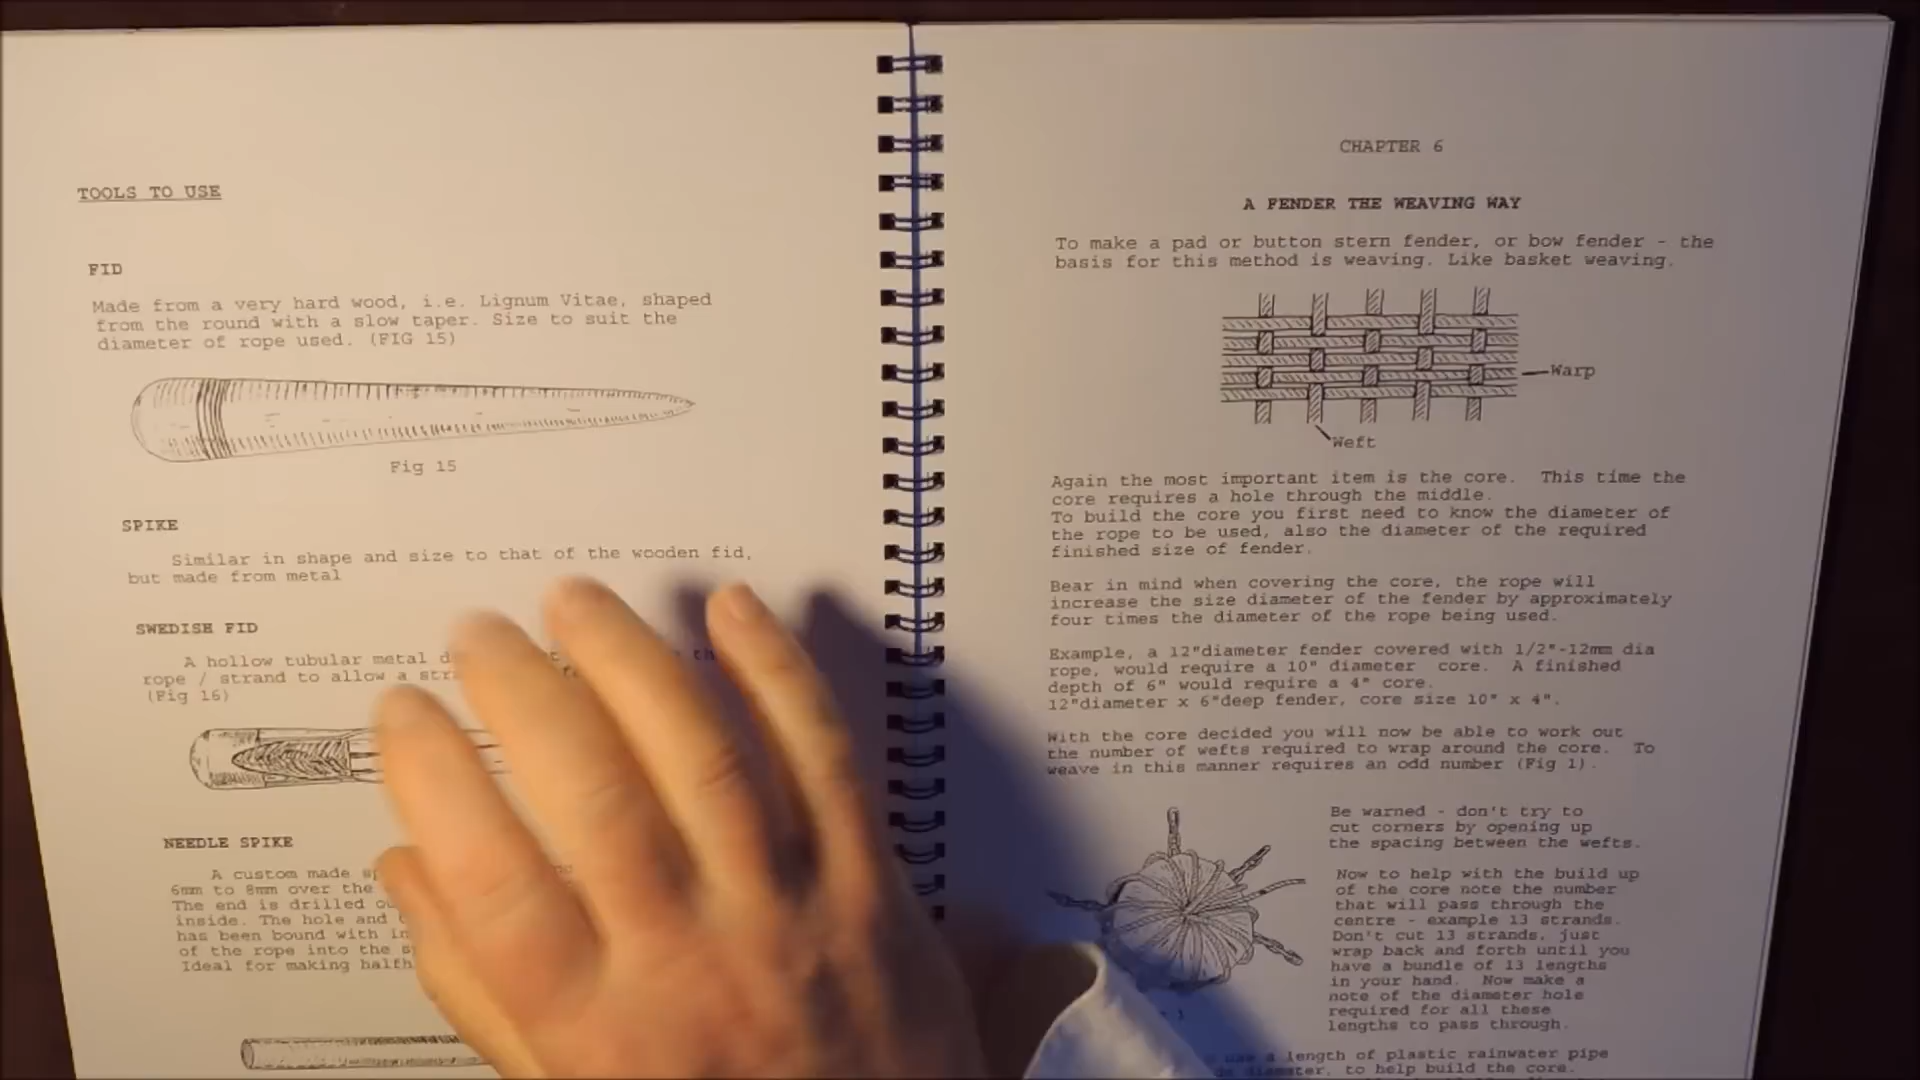 TOOLS TO USE
FID
Made from a very hard wood, i.e. Lignum Vitae, shaped
from the round with a slow taper. Size to suit the
diameter of rope used. (FIG 15)
Fig 15
SPIKE
Similar in shape and size to that of the wooden fid,
but made from metal
SWEDISH FID
A hollow tubular metal
rope / strand to allow a
(Fig 16)
NEEDLE SPIKE
A custom made
6mm to 8mm over the
The end is drilled
inside. The hole and
has been bound with
of the rope into the
Ideal for making
CHAPTER 6
A FENDER THE WEAVING WAY
To make a pad or button stern fender, or bow fender - the
basis for this method is weaving. Like basket weaving.
Warp
Weft
Again the most important item is the core. This time the
core requires a hole through the middle.
To build the core you first need to know the diameter of
the rope to be used, also the diameter of the required
finished size of fender.
Bear in mind when covering the core, the rope will
increase the size diameter of the fender by approximately
four times the diameter of the rope being used.
Example, a 12"diameter fender covered with 1/2"-12mm dia
rope, would require a 10" diameter core. A finished
depth of 6" would require a 4" core.
12"diameter x 6"deep fender, core size 10" x 4".
With the core decided you will now be able to work out
the number of wefts required to wrap around the core. To
weave in this manner requires an odd number (Fig 1).
Be warned - don't try to
cut corners by opening up
the spacing between the wefts.
Now to help with the build up
of the core note the number
that will pass through the
centre - example 13 strands.
Don't cut 13 strands, just
wrap back and forth until you
have a bundle of 13 lengths
in your hand. Now make a
note of the diameter hole
required for all these
lengths to pass through.
a length of plastic rainwater pipe
diameter, to help build the core.